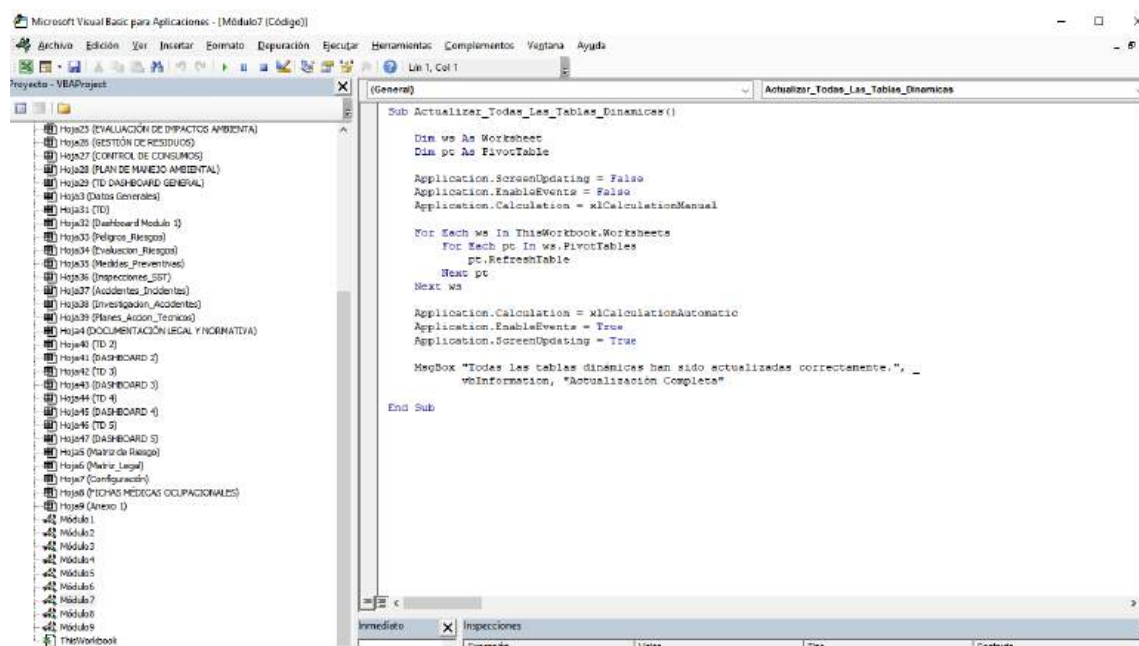 Microsoft Visual Basic para Aplicaciones - [Módulo7 (Código)]
Archivo Edición Ver Insertar Formato Depuración Ejecutar Herramientas Complementos Ventana Ayuda
Lín 1, Col 1
Proyecto - VBAProject
(General)
Actualizar_Todas_Las_Tablas_Dinamicas
Hoja25 (EVALUACIÓN DE IMPACTOS AMBIENTA)
Hoja26 (GESTIÓN DE RESIDUOS)
Hoja27 (CONTROL DE CONSUMOS)
Hoja28 (PLAN DE MANEJO AMBIENTAL)
Hoja29 (TD DASHBOARD GENERAL)
Hoja3 (Datos Generales)
Hoja31 (TD)
Hoja32 (Dashboard Modulo 1)
Hoja33 (Peligros_Riesgos)
Hoja34 (Evaluacion_Riesgos)
Hoja35 (Medidas_Preventivas)
Hoja36 (Inspecciones_SST)
Hoja37 (Accidentes_Incidentes)
Hoja38 (Investigacion_Accidentes)
Hoja39 (Planes_Accion_Tecnicos)
Hoja4 (DOCUMENTACIÓN LEGAL Y NORMATIVA)
Hoja40 (TD 2)
Hoja41 (DASHBOARD 2)
Hoja42 (TD 3)
Hoja43 (DASHBOARD 3)
Hoja44 (TD 4)
Hoja45 (DASHBOARD 4)
Hoja46 (TD 5)
Hoja47 (DASHBOARD 5)
Hoja5 (Matriz de Riesgo)
Hoja6 (Matriz_Legal)
Hoja7 (Configuración)
Hoja8 (FICHAS MÉDICAS OCUPACIONALES)
Hoja9 (Anexo 1)
Módulo1
Módulo2
Módulo3
Módulo4
Módulo5
Módulo6
Módulo7
Módulo8
Módulo9
ThisWorkbook
Sub Actualizar_Todas_Las_Tablas_Dinamicas()
Dim ws As Worksheet
Dim pt As PivotTable
Application.ScreenUpdating = False
Application.EnableEvents = False
Application.Calculation = xlCalculationManual
For Each ws In ThisWorkbook.Worksheets
For Each pt In ws.PivotTables
pt.RefreshTable
Next pt
Next ws
Application.Calculation = xlCalculationAutomatic
Application.EnableEvents = True
Application.ScreenUpdating = True
MsgBox "Todas las tablas dinámicas han sido actualizadas correctamente.", _
vbInformation, "Actualización Completa"
End Sub
Inmediato
Inspecciones